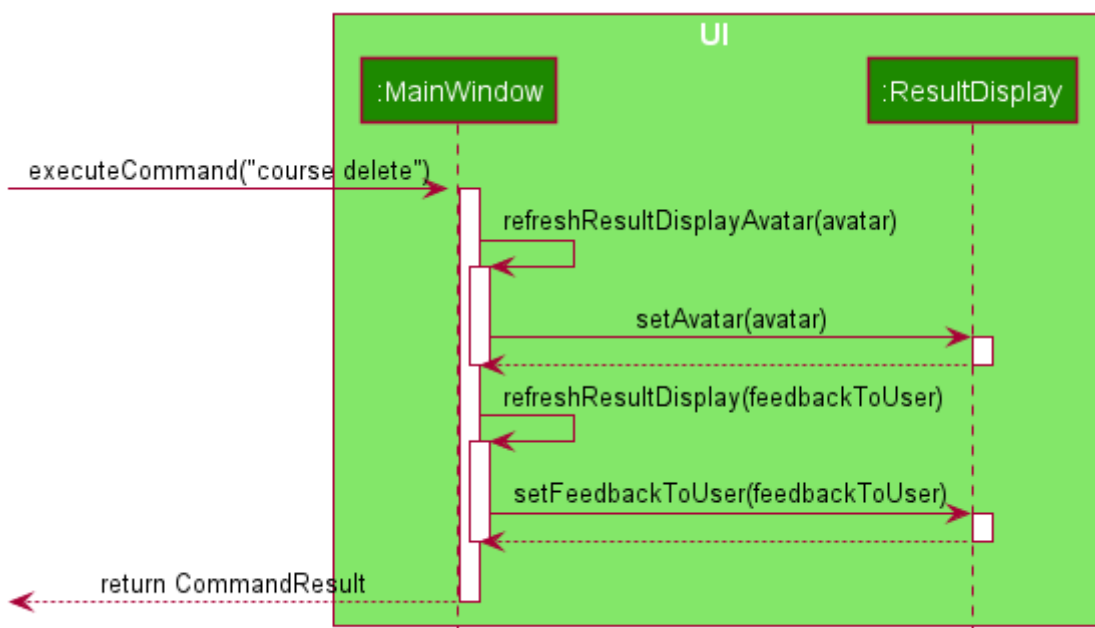 UI
:MainWindow
:ResultDisplay
executeCommand("course delete")
refreshResultDisplayAvatar(avatar)
setAvatar(avatar)
refreshResultDisplay(feedbackToUser)
setFeedbackToUser(feedbackToUser)
return CommandResult